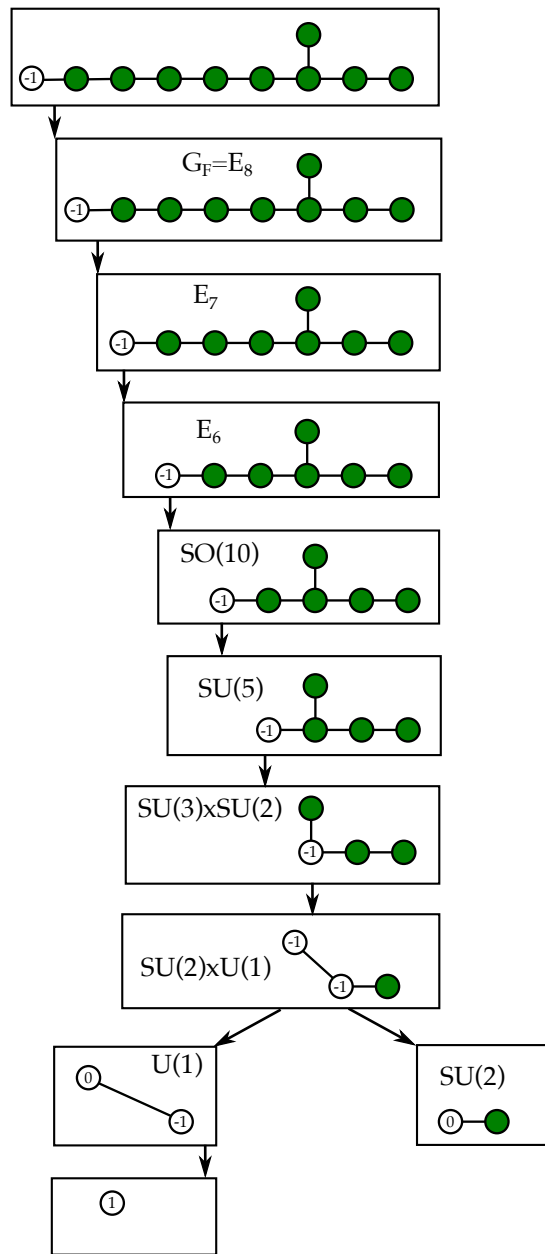 -1
G_F=E_8
-1
E_7
-1
E_6
-1
SO(10)
-1
SU(5)
-1
SU(3)xSU(2)
-1
-1
SU(2)xU(1)
-1
U(1)
0
-1
SU(2)
0
1